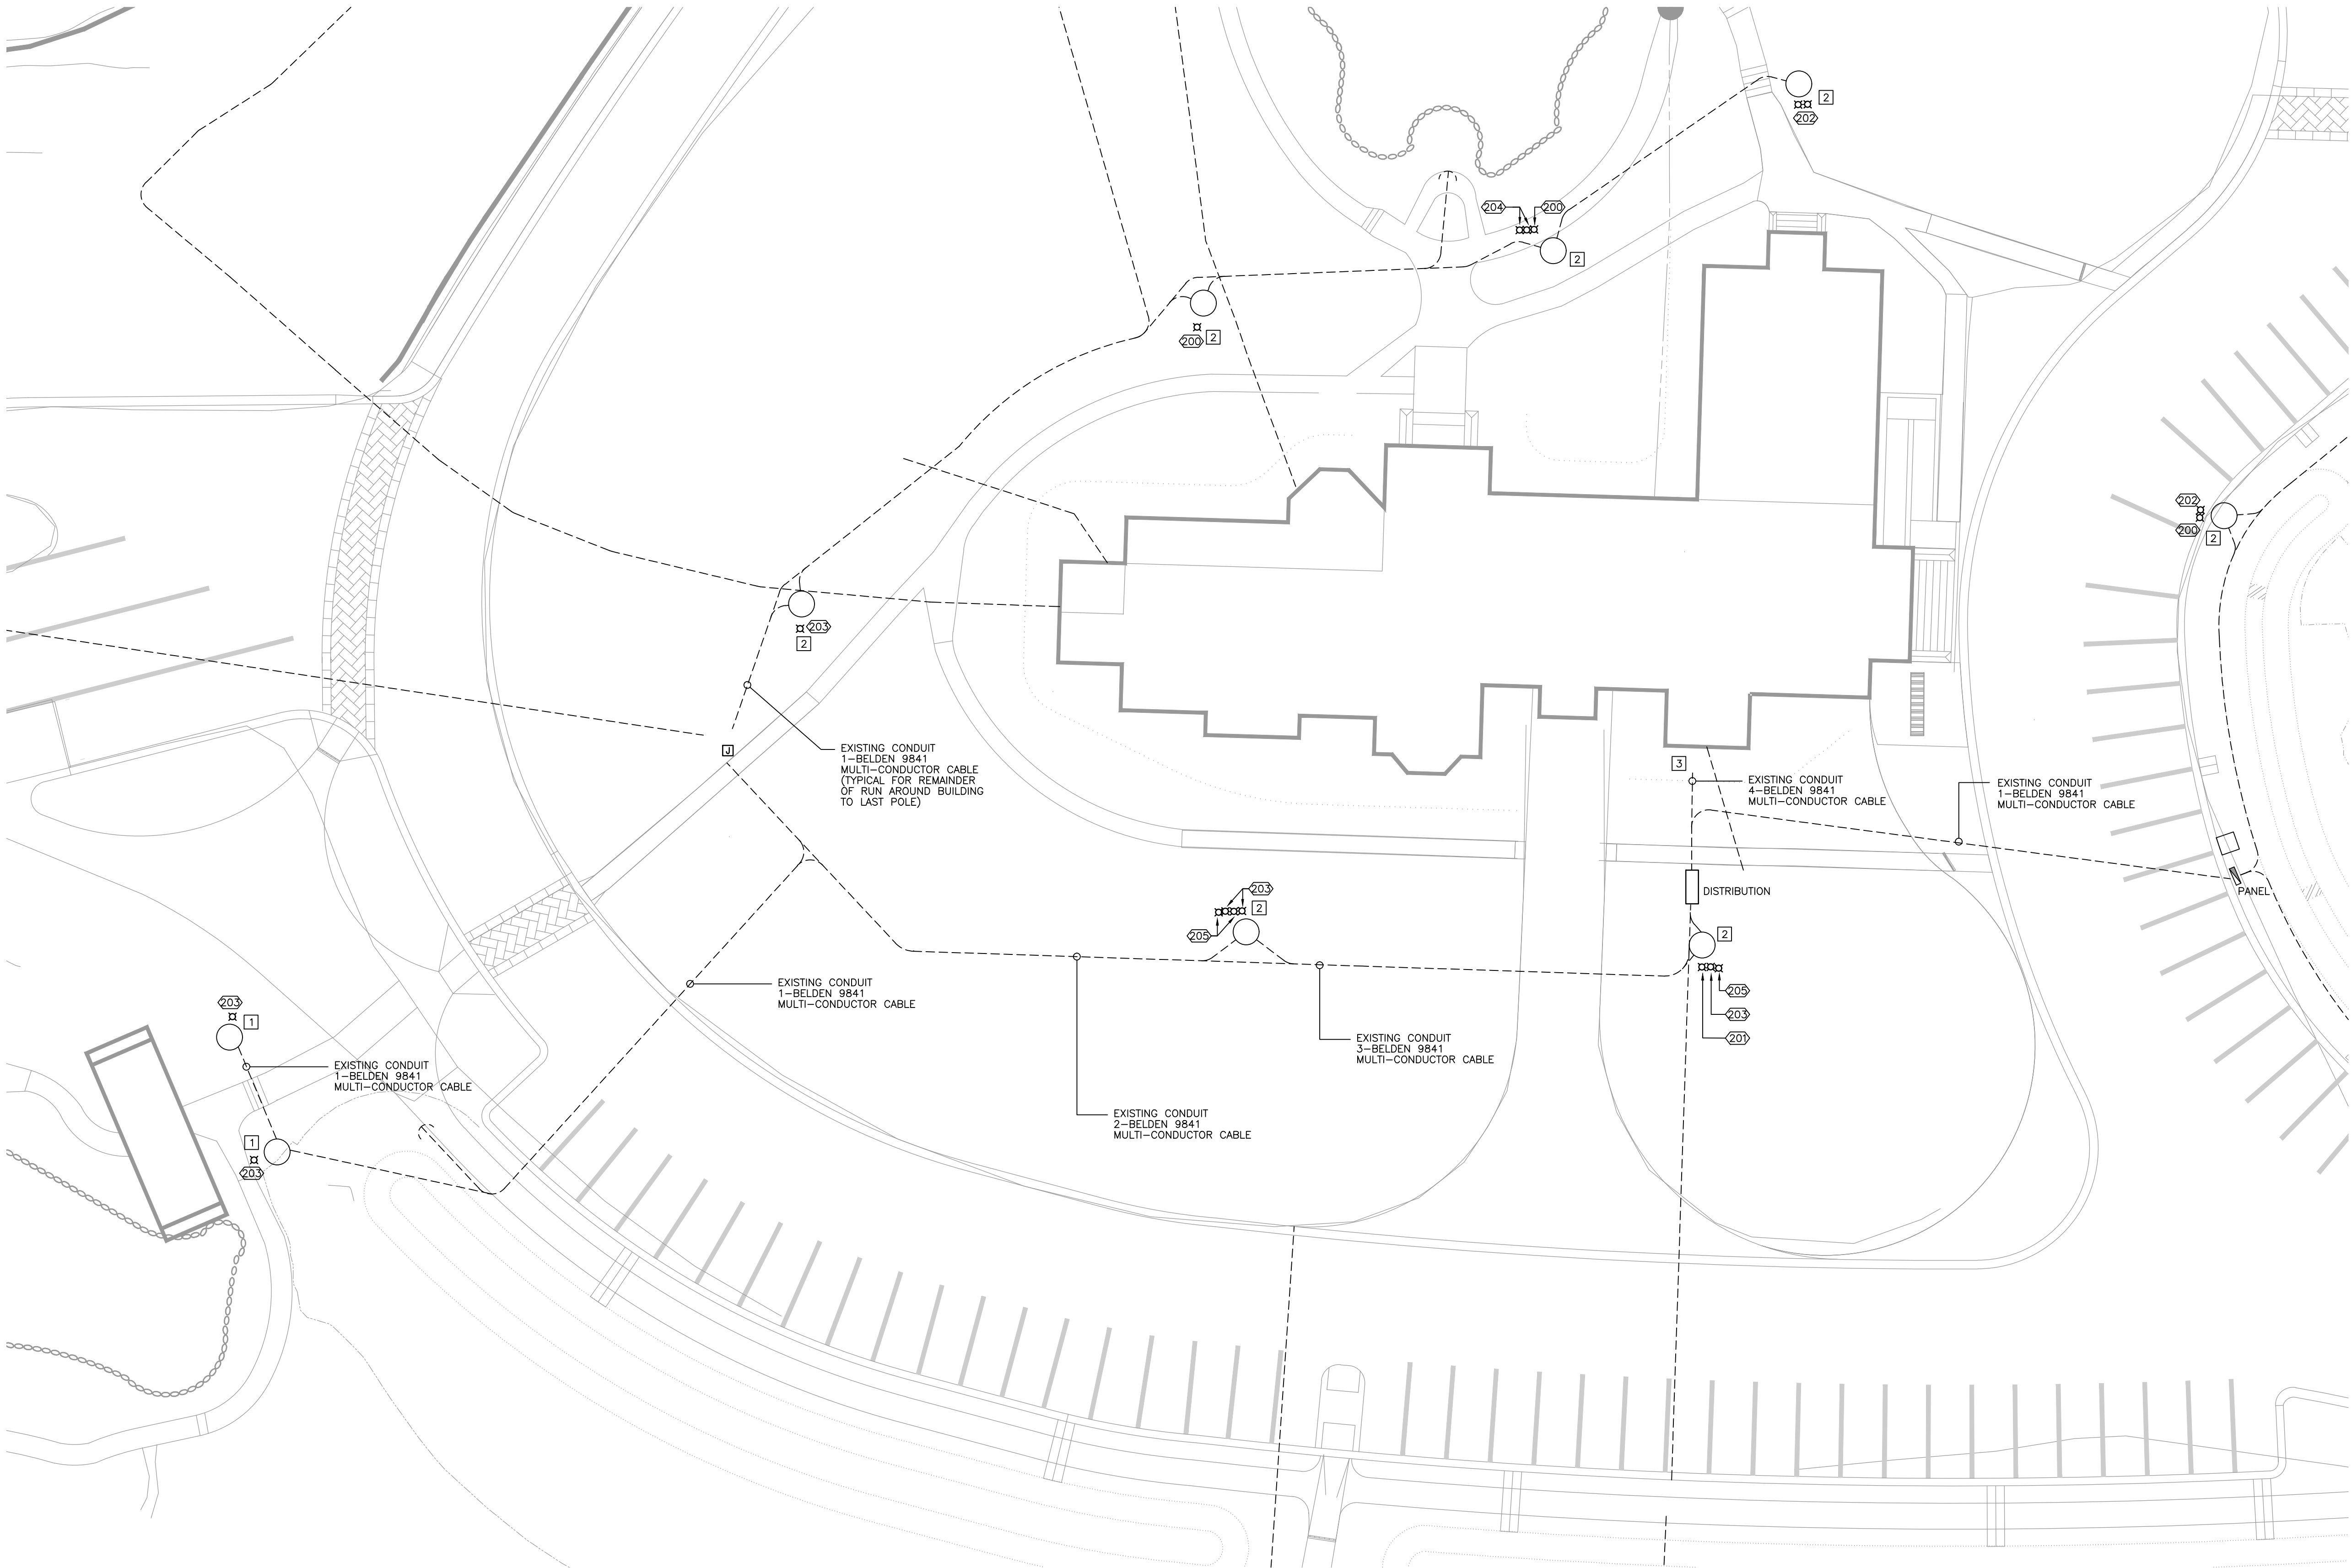 2
202
204
200
2
200
2
202
200
2
203
2
J
EXISTING CONDUIT
1-BELDEN 9841
MULTI-CONDUCTOR CABLE
(TYPICAL FOR REMAINDER
OF RUN AROUND BUILDING
TO LAST POLE)
3
EXISTING CONDUIT
4-BELDEN 9841
MULTI-CONDUCTOR CABLE
EXISTING CONDUIT
1-BELDEN 9841
MULTI-CONDUCTOR CABLE
DISTRIBUTION
PANEL
203
2
205
2
205
203
201
EXISTING CONDUIT
1-BELDEN 9841
MULTI-CONDUCTOR CABLE
203
1
EXISTING CONDUIT
1-BELDEN 9841
MULTI-CONDUCTOR CABLE
EXISTING CONDUIT
3-BELDEN 9841
MULTI-CONDUCTOR CABLE
EXISTING CONDUIT
2-BELDEN 9841
MULTI-CONDUCTOR CABLE
1
203